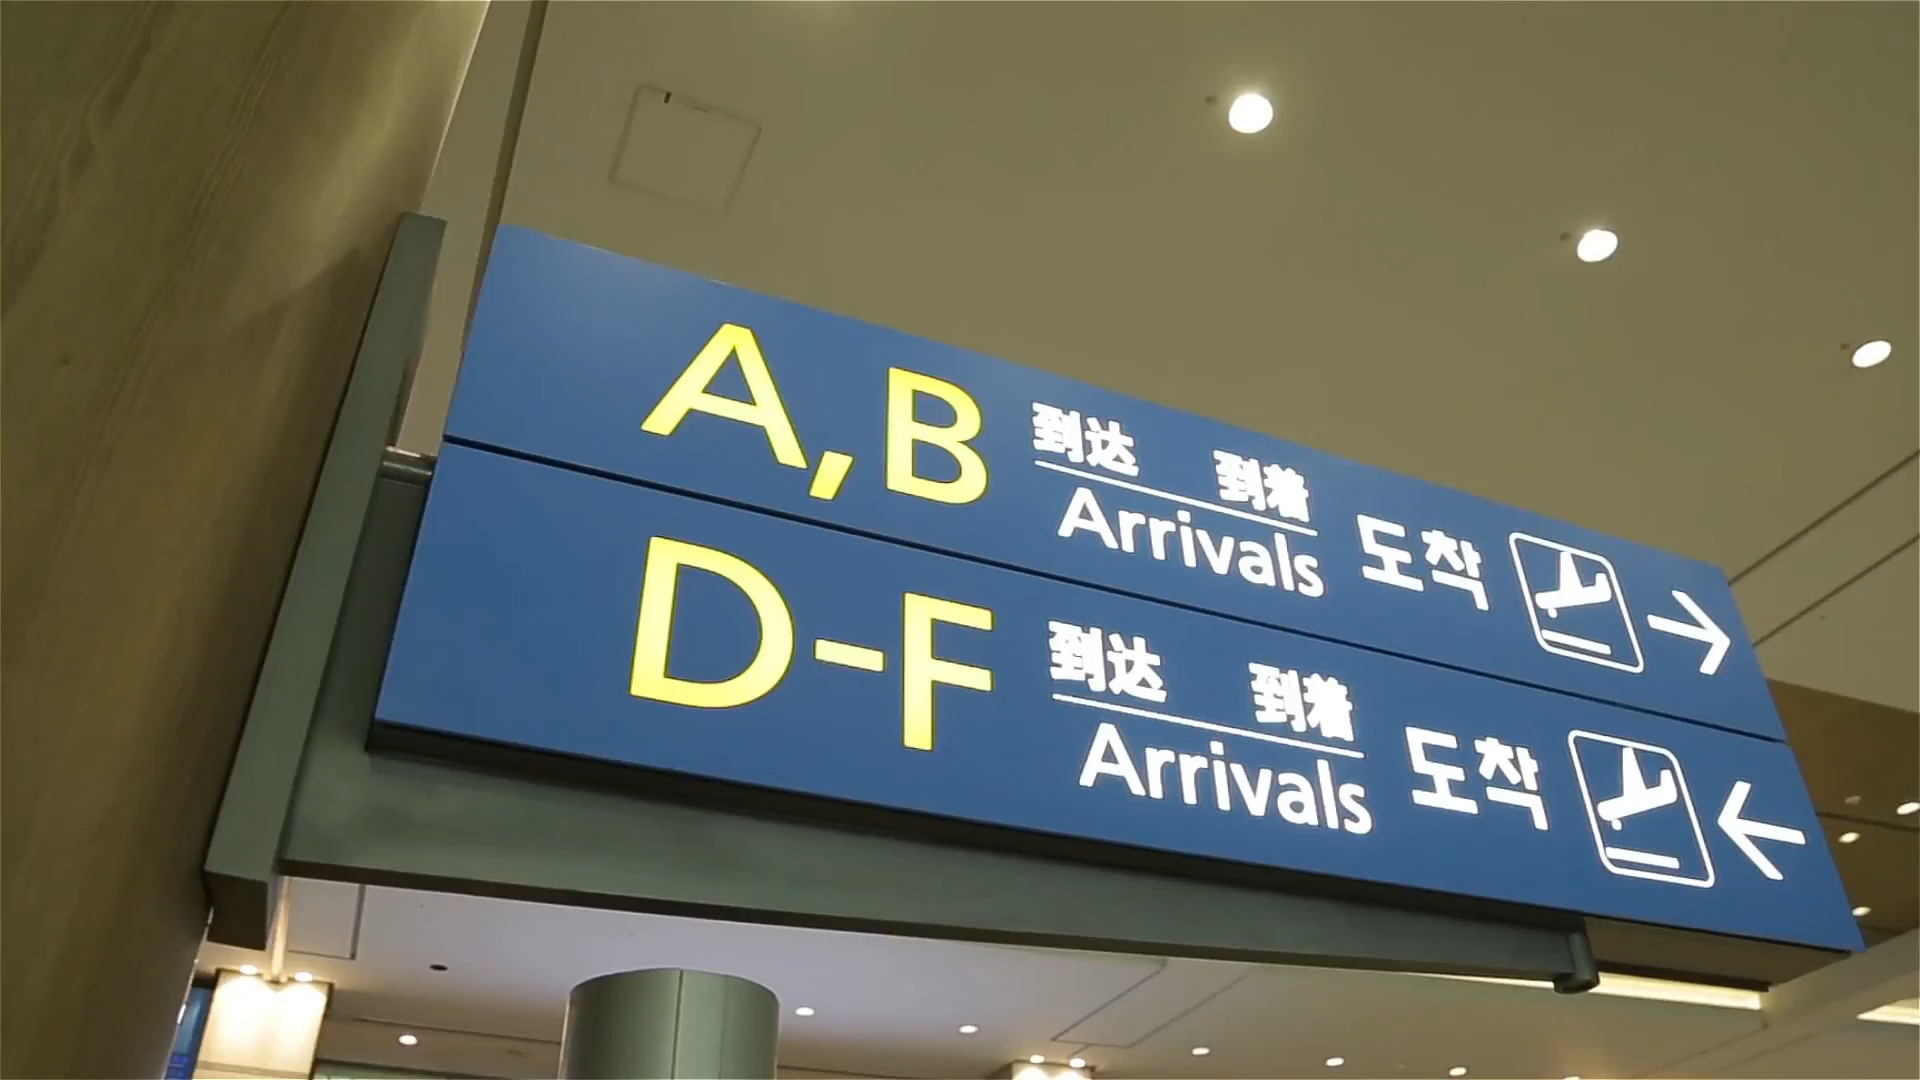 A,B
到达 到着
Arrivals
도착
D-F
到达 到着
Arrivals
도착